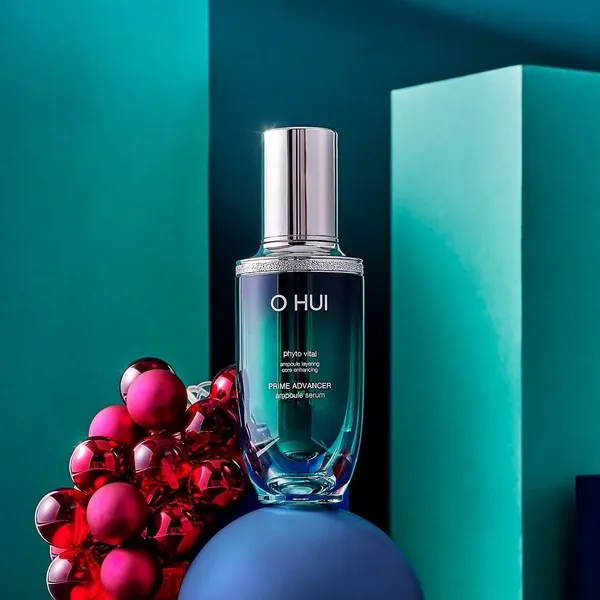 O HUI
phyto vital
ampoule layering
core enhancing
PRIME ADVANCER
ampoule serum